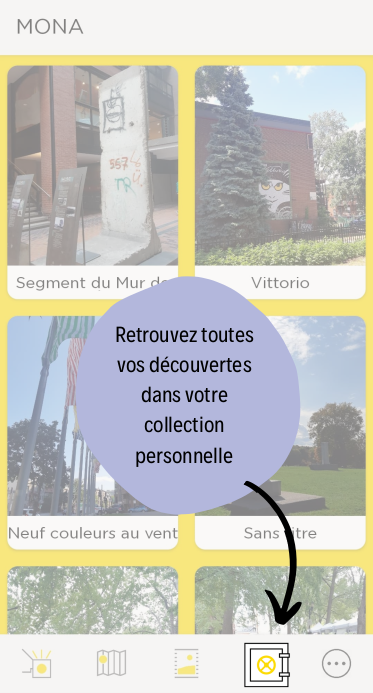 MONA
Segment du Mur de
Vittorio
Retrouvez toutes
vos découvertes
dans votre
collection
personnelle
Neuf couleurs au vent
Sans titre
567